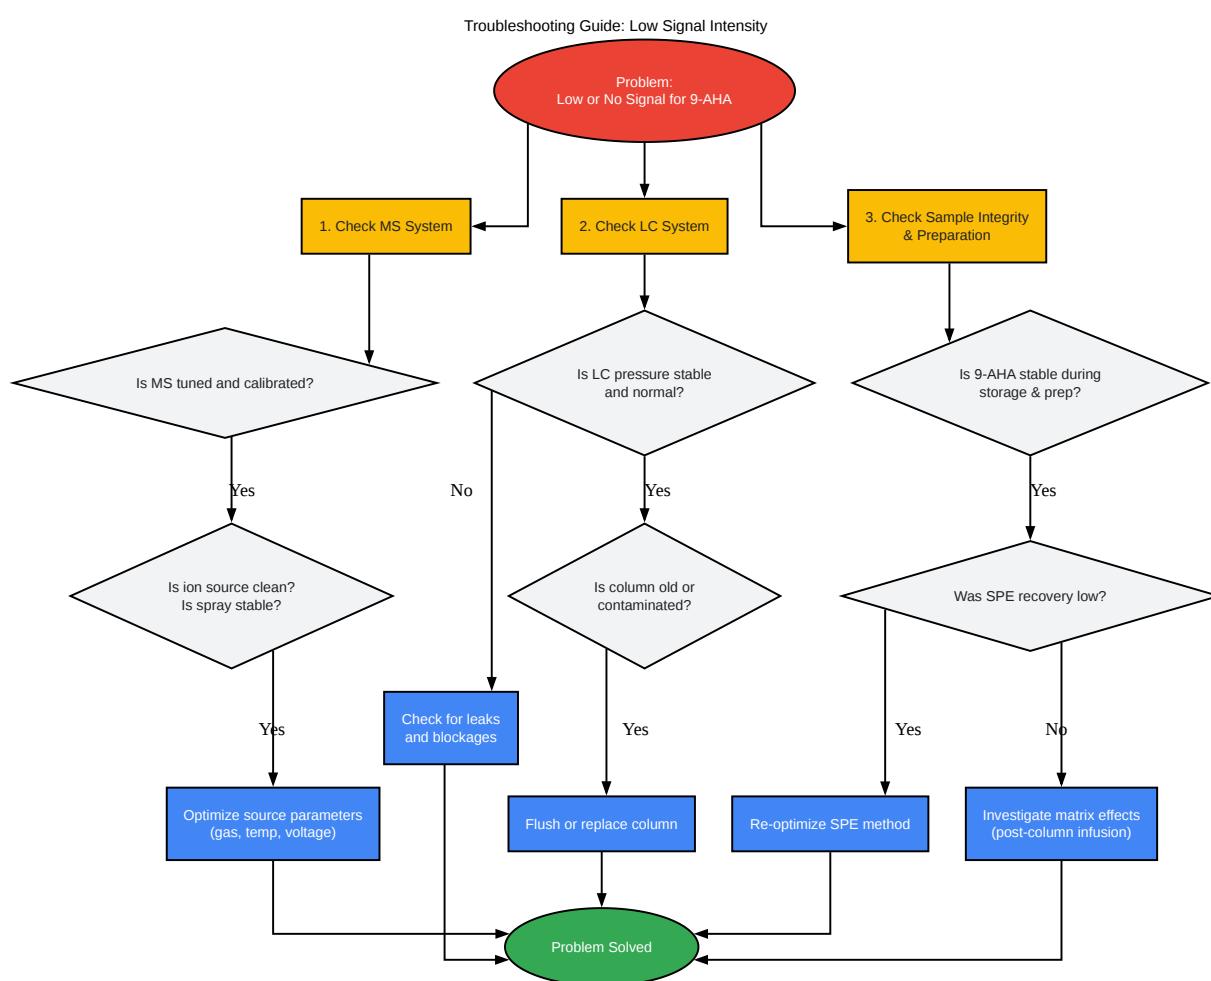 Troubleshooting Guide: Low Signal Intensity
Problem:
Low or No Signal for 9-AHA
1. Check MS System
2. Check LC System
3. Check Sample Integrity
& Preparation
Is MS tuned and calibrated?
Is LC pressure stable
and normal?
Is 9-AHA stable during
storage & prep?
Yes
No
Yes
Yes
Is ion source clean?
Is spray stable?
Is column old or
contaminated?
Was SPE recovery low?
Check for leaks
and blockages
Yes
Yes
Yes
No
Optimize source parameters
(gas, temp, voltage)
Flush or replace column
Re-optimize SPE method
Investigate matrix effects
(post-column infusion)
Problem Solved